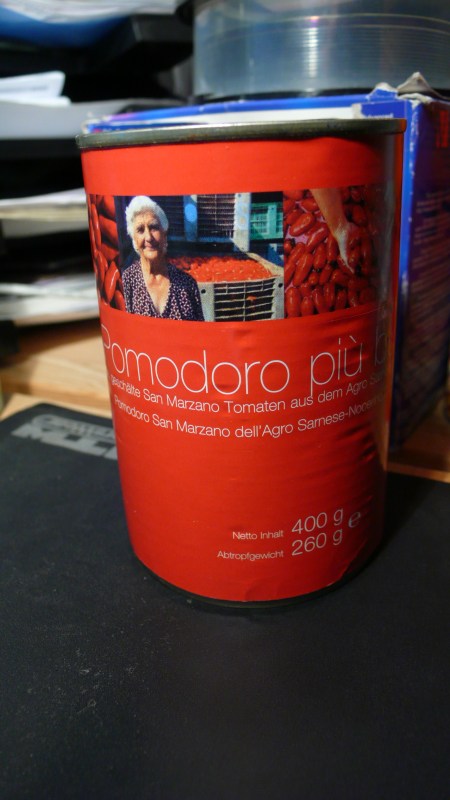 Pomodoro più
geschälte San Marzano Tomaten aus dem Agro
Pomodoro San Marzano dell'Agro Sarnese-
Netto Inhalt 400 g
Abtropfgewicht 260 g e